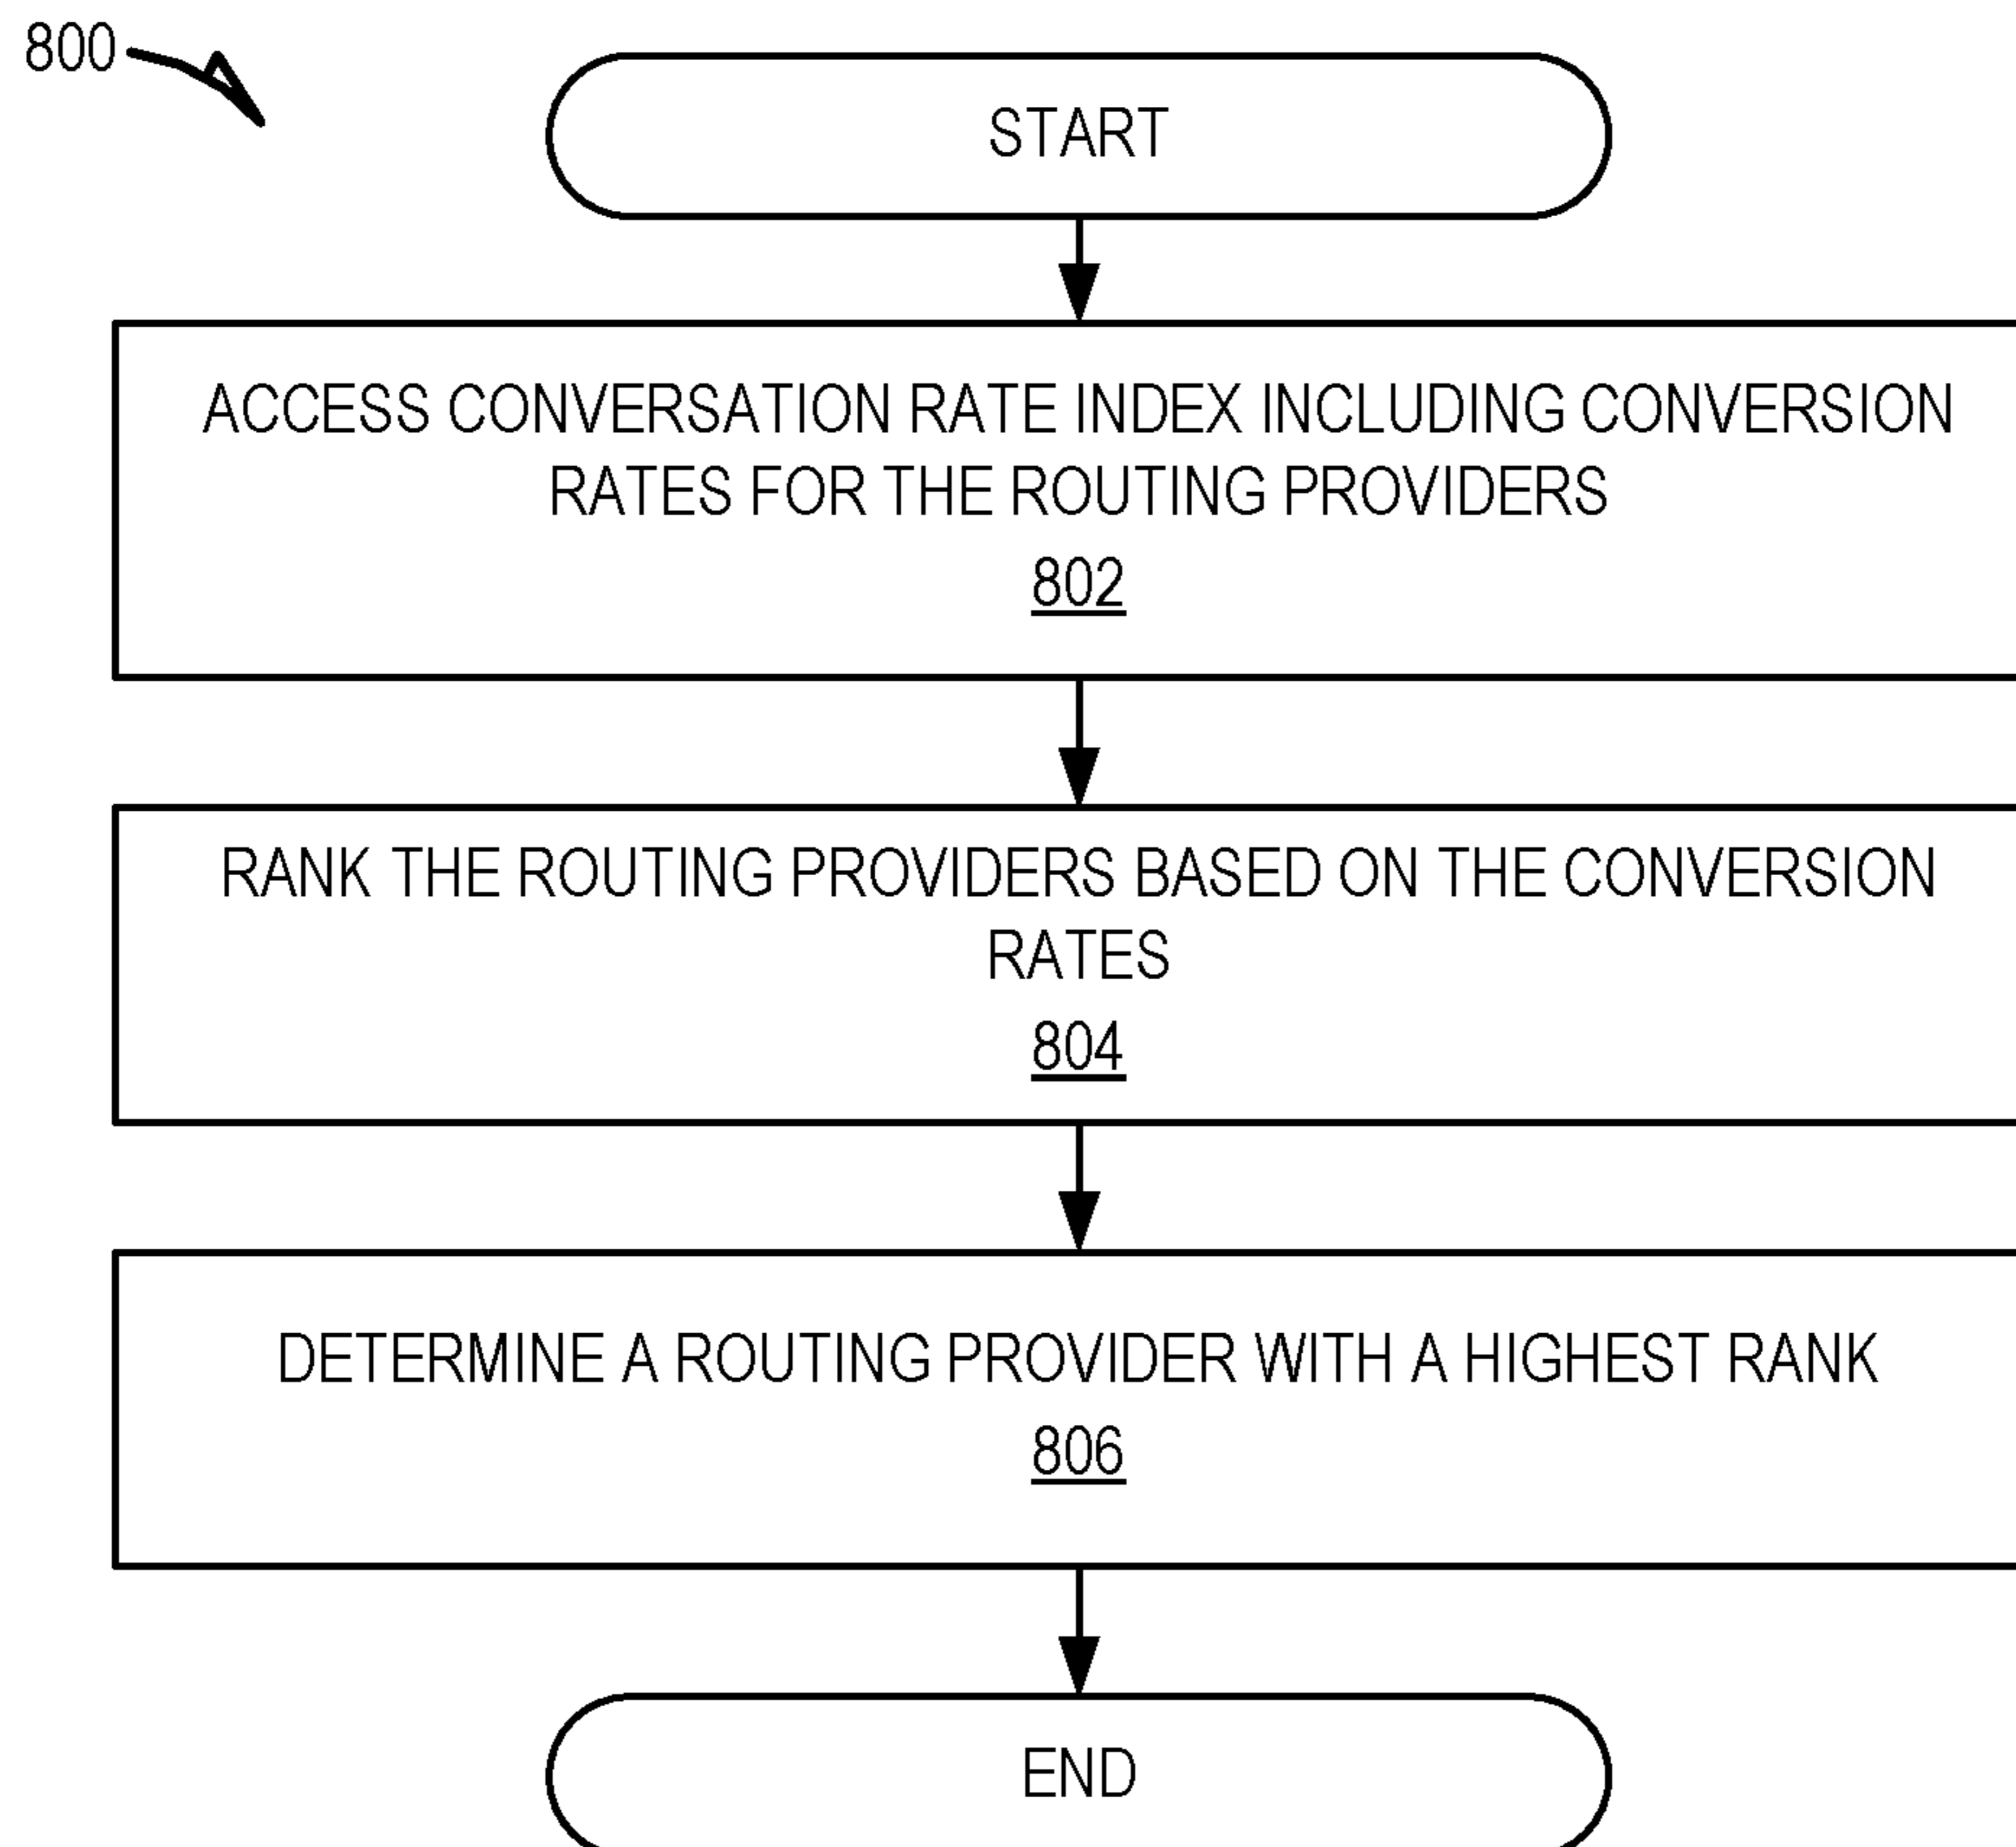 800
START
ACCESS CONVERSATION RATE INDEX INCLUDING CONVERSION
RATES FOR THE ROUTING PROVIDERS
802
RANK THE ROUTING PROVIDERS BASED ON THE CONVERSION
RATES
804
DETERMINE A ROUTING PROVIDER WITH A HIGHEST RANK
806
END